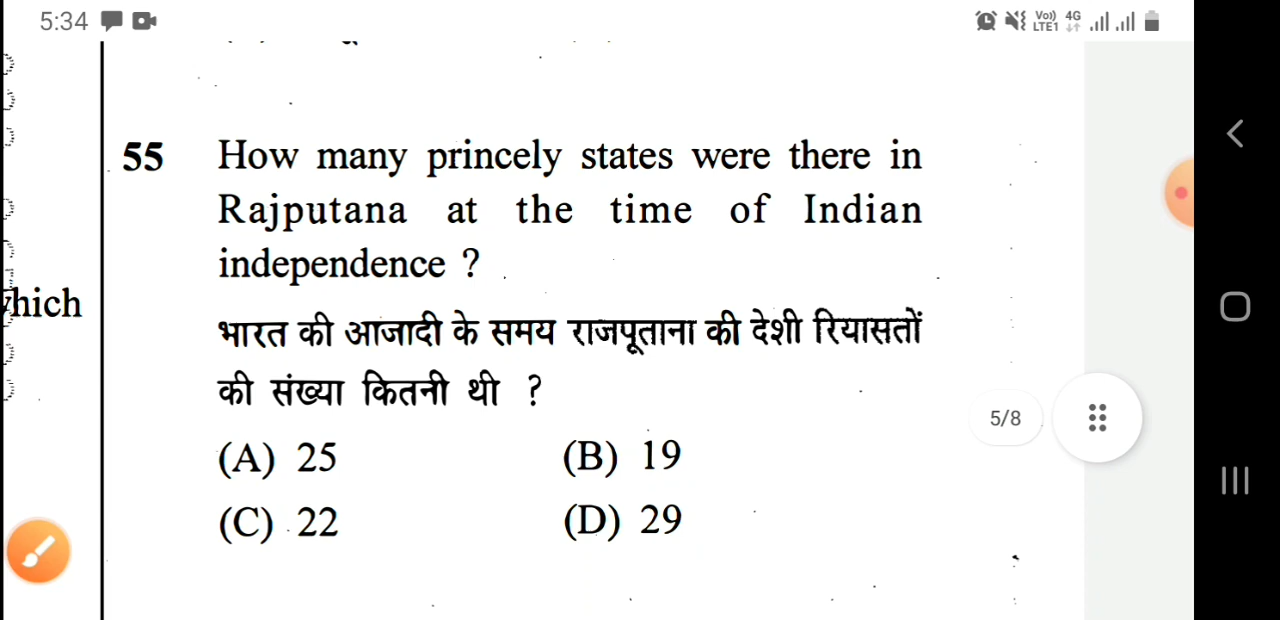 5:34
Vo)) 4G
LTE1
55 How many princely states were there in
Rajputana at the time of Indian
independence ?
which
भारत की आजादी के समय राजपूताना की देशी रियासतों
की संख्या कितनी थी ?
5/8
(A) 25 (B) 19
(C) 22 (D) 29